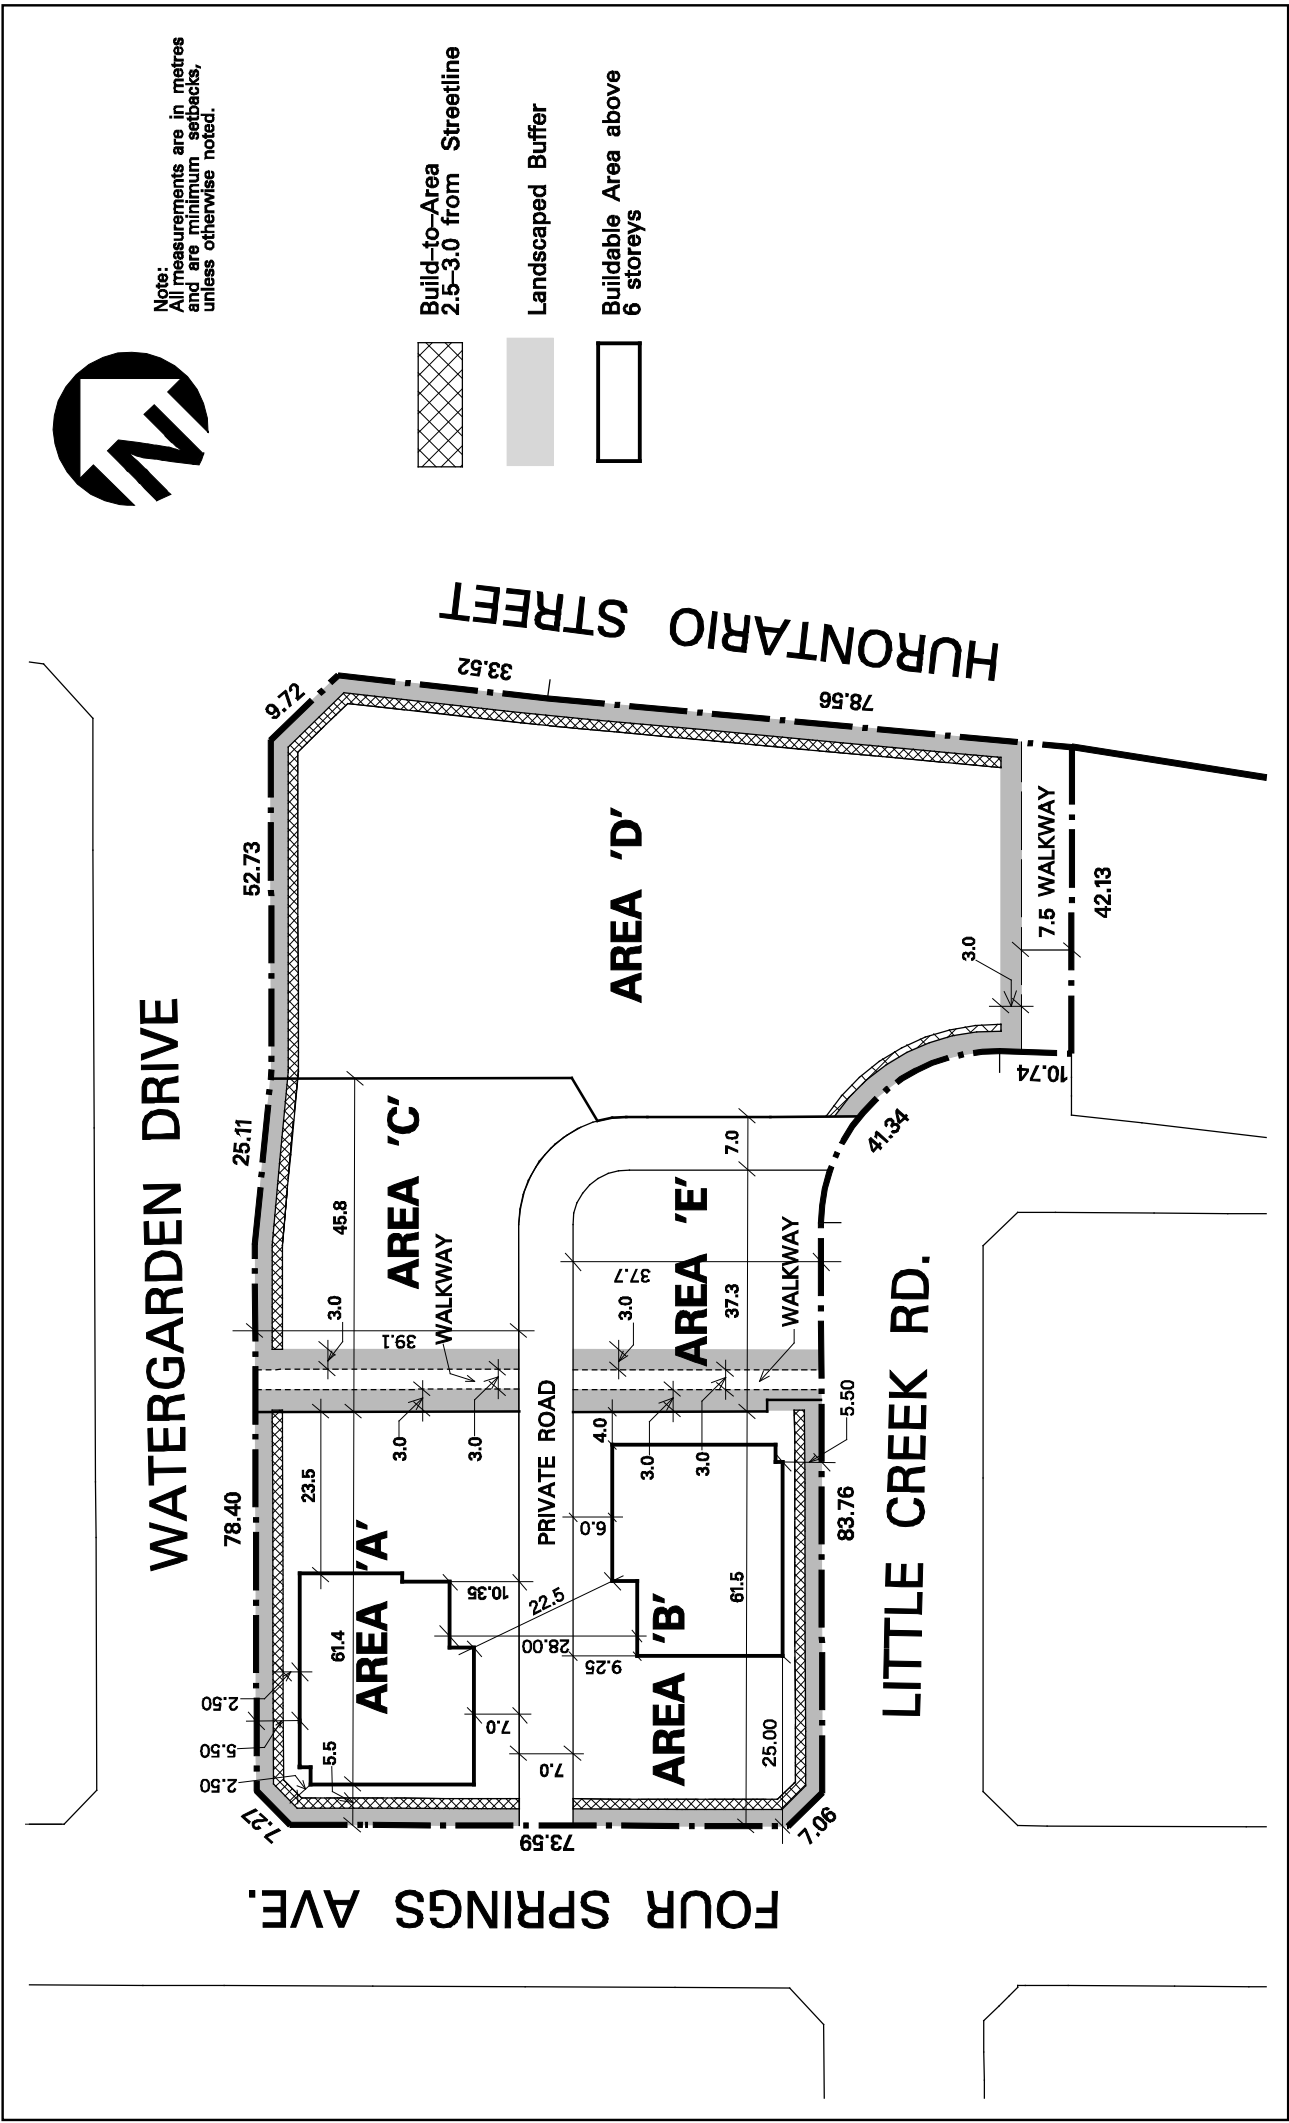 Note:
All measurements are in metres
and are minimum setbacks,
unless otherwise noted.
N
Build–to–Area
2.5–3.0 from Streetline
Landscaped Buffer
Buildable Area above
6 storeys
HURONTARIO STREET
33.52
78.56
9.72
52.73
25.11
78.40
7.27
WATERGARDEN DRIVE
AREA 'D'
7.5 WALKWAY
42.13
3.0
10.74
41.34
AREA 'C'
45.8
3.0
39.1
WALKWAY
7.0
AREA 'E'
37.7
37.3
3.0
WALKWAY
3.0
3.0
23.5
PRIVATE ROAD
4.0
3.0
3.0
5.50
83.76
LITTLE CREEK RD.
AREA 'A'
61.4
10.35
22.5
28.00
6.0
9.25
61.5
AREA 'B'
2.50
5.50
2.50
5.5
7.0
7.0
25.00
7.06
73.59
FOUR SPRINGS AVE.